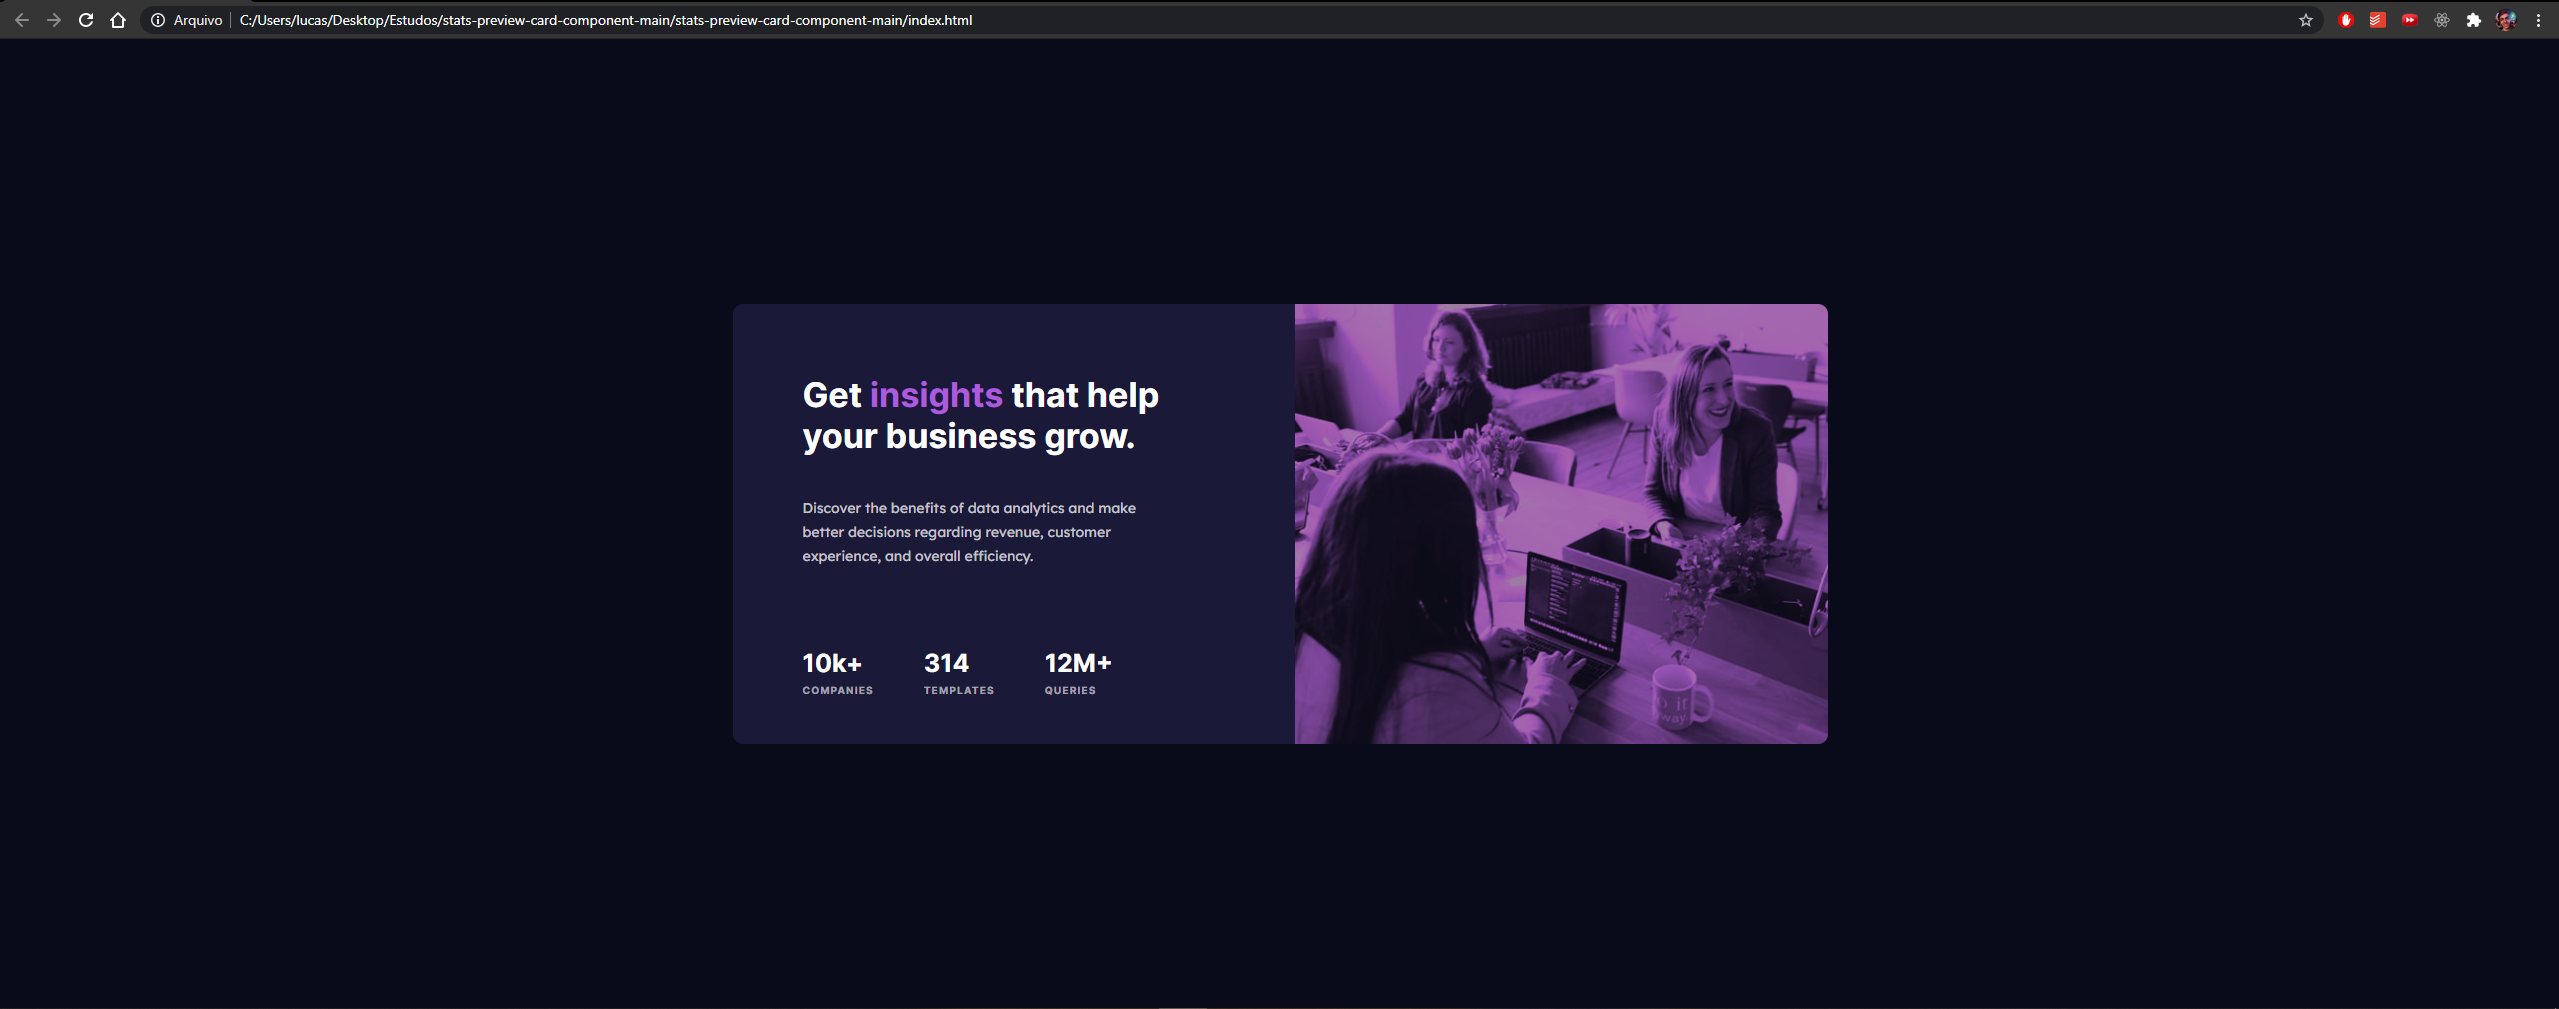 Arquivo
C:/Users/lucas/Desktop/Estudos/stats-preview-card-component-main/stats-preview-card-component-main/index.html
Get insights that help
your business grow.
Discover the benefits of data analytics and make
better decisions regarding revenue, customer
experience, and overall efficiency.
10k+ 314 12M+
COMPANIES TEMPLATES QUERIES